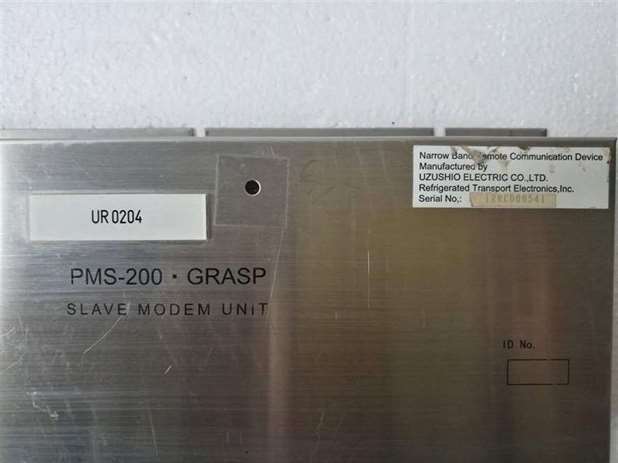 Narrow Band Remote Communication Device
Manufactured by
UZUSHIO ELECTRIC CO.,LTD.
Refrigerated Transport Electronics,Inc.
Serial No,:
UR 0204
PMS-200 · GRASP
SLAVE MODEM UNIT
ID No.